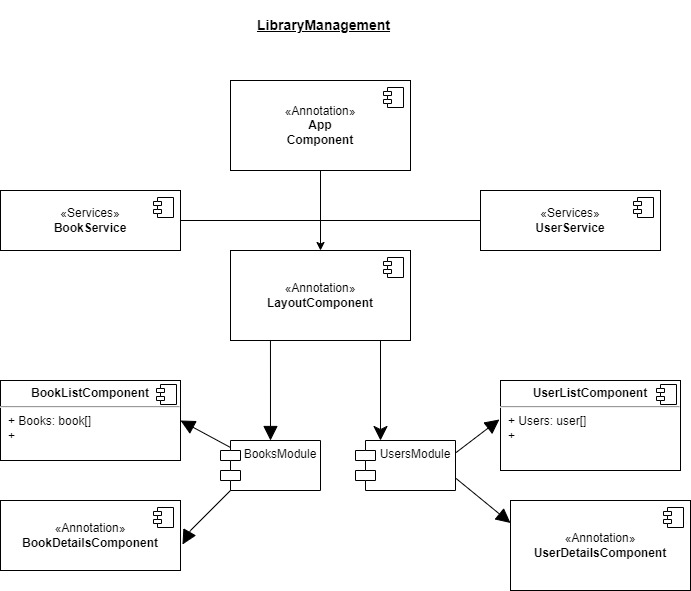 LibraryManagement
«Annotation»
App
Component
«Services»
BookService
«Services»
UserService
«Annotation»
LayoutComponent
BookListComponent
+ Books: book[]
+
UserListComponent
+ Users: user[]
+
BooksModule
UsersModule
«Annotation»
BookDetailsComponent
«Annotation»
UserDetailsComponent